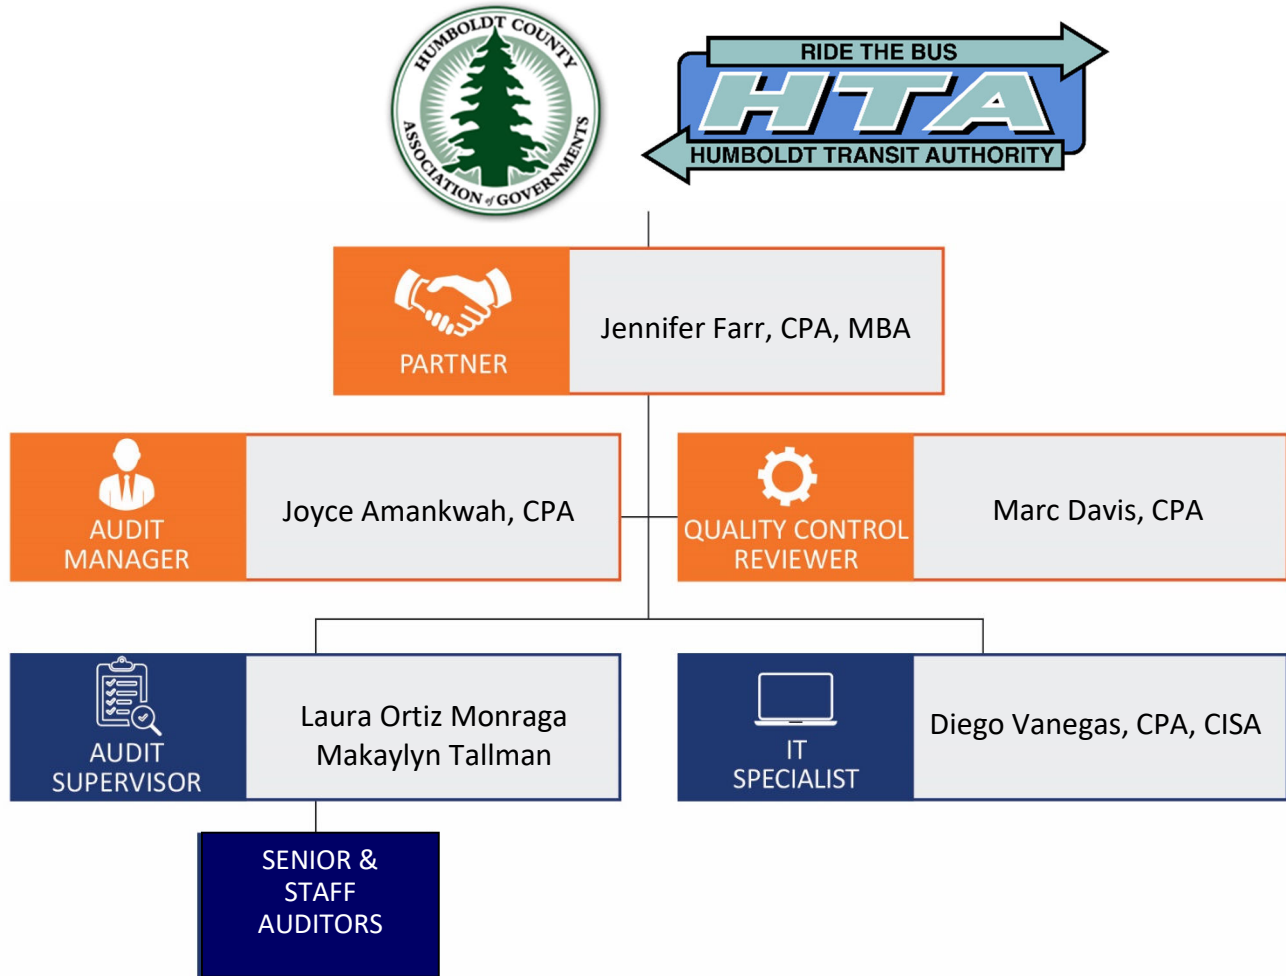 HUMBOLDT COUNTY
ASSOCIATION of GOVERNMENTS
RIDE THE BUS
HTA
HUMBOLDT TRANSIT AUTHORITY
PARTNER
Jennifer Farr, CPA, MBA
AUDIT
MANAGER
Joyce Amankwah, CPA
QUALITY CONTROL
REVIEWER
Marc Davis, CPA
AUDIT
SUPERVISOR
Laura Ortiz Monraga
Makaylyn Tallman
IT
SPECIALIST
Diego Vanegas, CPA, CISA
SENIOR &
STAFF
AUDITORS